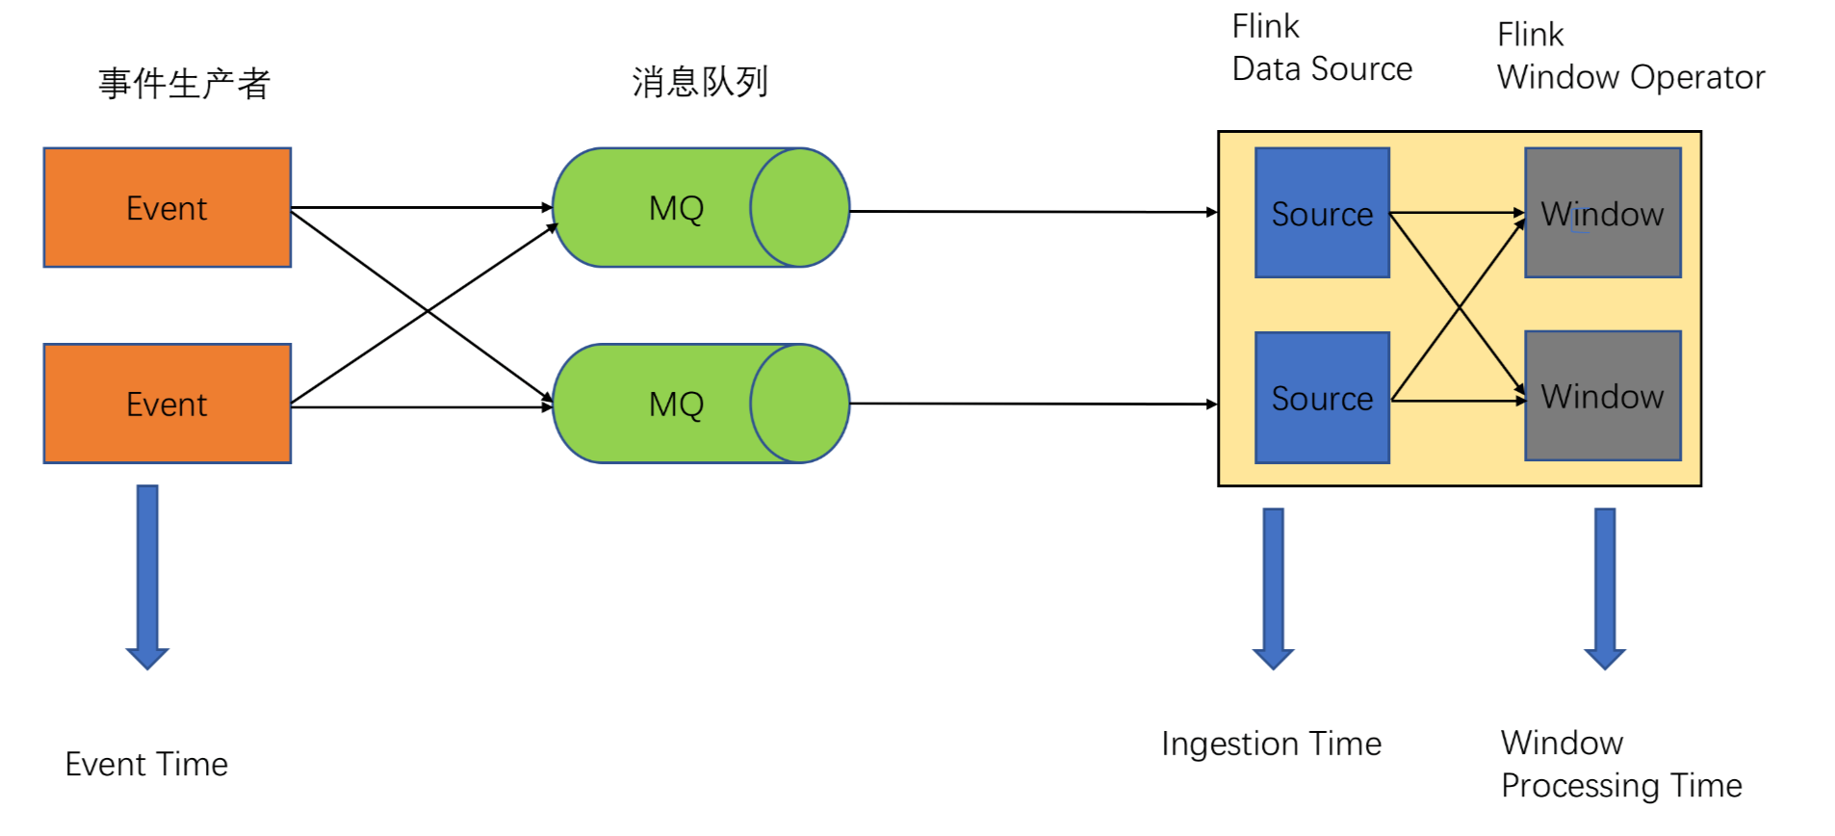 事件生产者
消息队列
Flink
Data Source
Flink
Window Operator
Event
MQ
Source
Window
Event
MQ
Source
Window
Event Time
Ingestion Time
Window
Processing Time